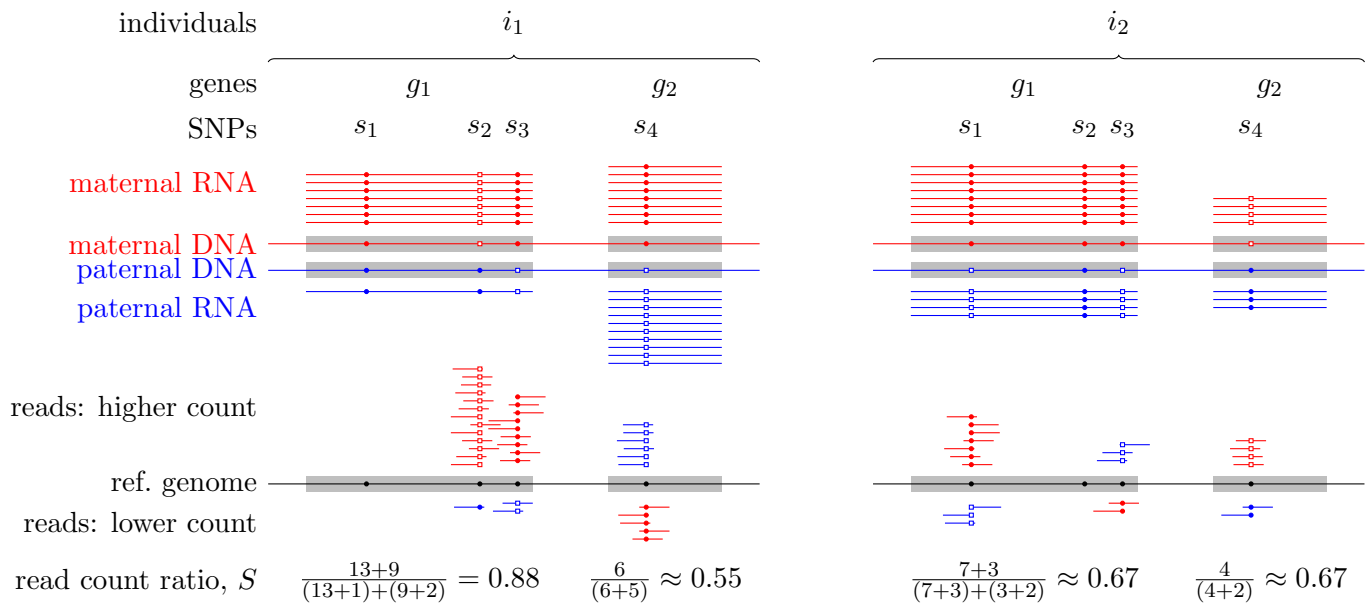 individuals i₁ i₂
genes g₁ g₂ g₁ g₂
SNPs s₁ s₂ s₃ s₄ s₁ s₂ s₃ s₄
maternal RNA
maternal DNA
paternal DNA
paternal RNA
reads: higher count
ref. genome
reads: lower count
read count ratio, S (13+9)/((13+1)+(9+2)) = 0.88 6/(6+5) ≈ 0.55 (7+3)/((7+3)+(3+2)) ≈ 0.67 4/(4+2) ≈ 0.67